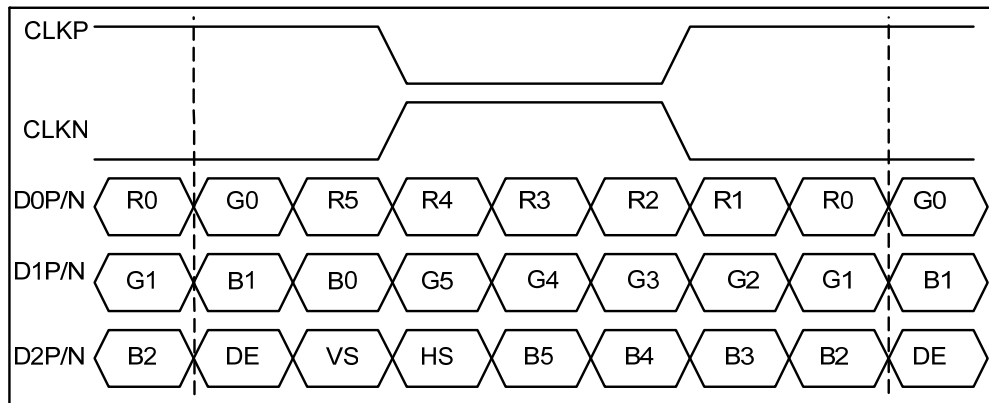 CLKP
CLKN
D0P/N R0 G0 R5 R4 R3 R2 R1 R0 G0
D1P/N G1 B1 B0 G5 G4 G3 G2 G1 B1
D2P/N B2 DE VS HS B5 B4 B3 B2 DE